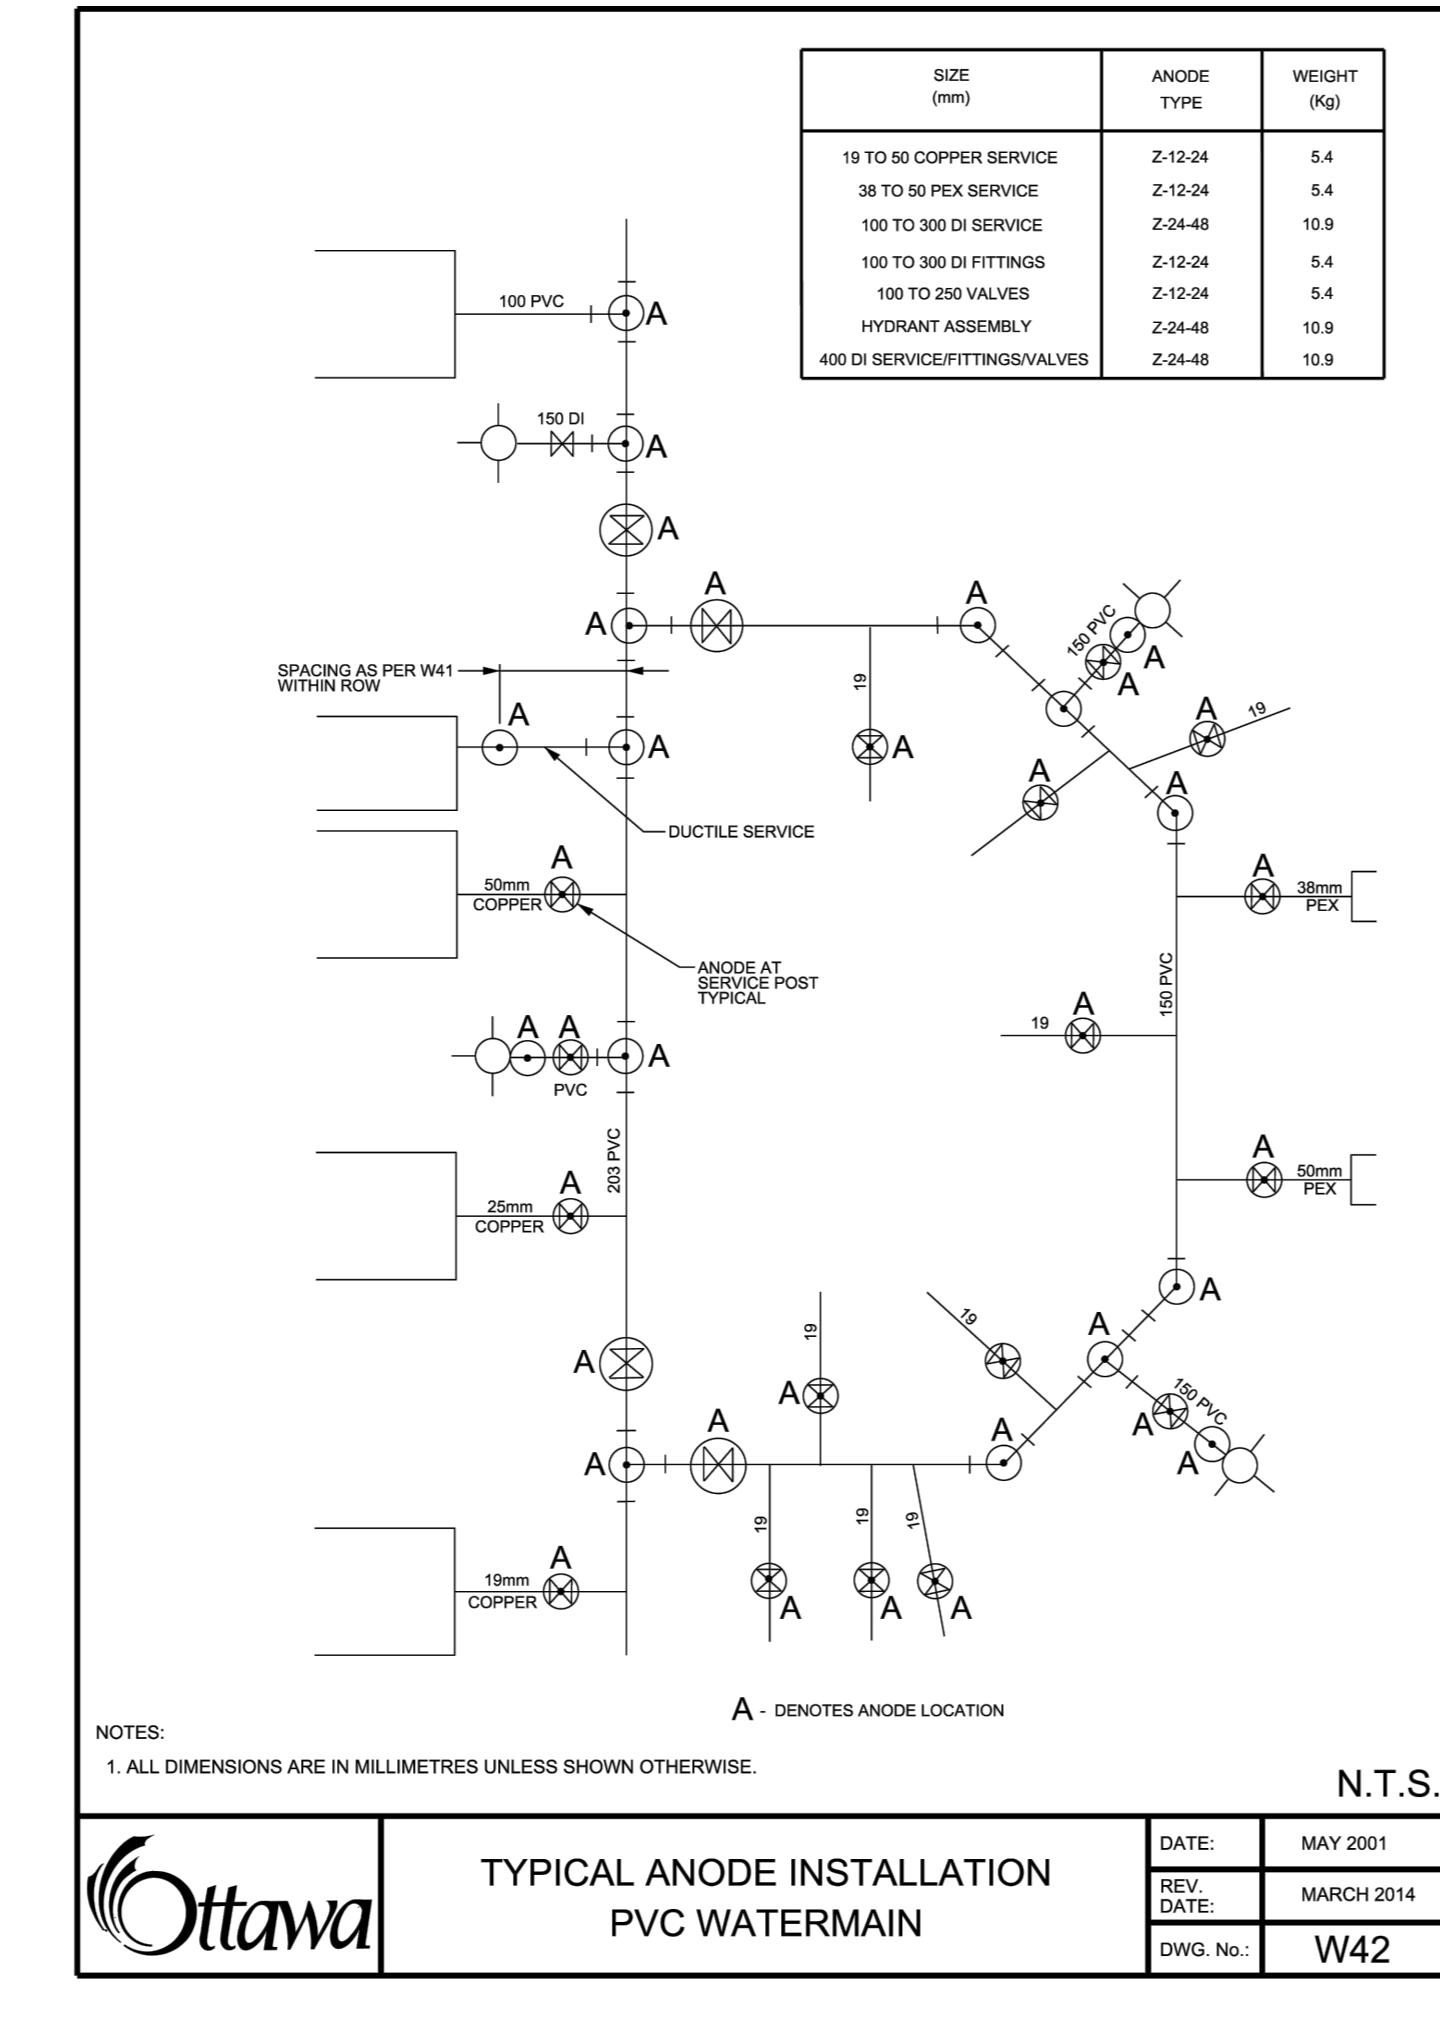 SIZE
(mm)
ANODE
TYPE
WEIGHT
(Kg)
19 TO 50 COPPER SERVICE Z-12-24 5.4
38 TO 50 PEX SERVICE Z-12-24 5.4
100 TO 300 DI SERVICE Z-24-48 10.9
100 TO 300 DI FITTINGS Z-12-24 5.4
100 TO 250 VALVES Z-12-24 5.4
HYDRANT ASSEMBLY Z-24-48 10.9
400 DI SERVICE/FITTINGS/VALVES Z-24-48 10.9
100 PVC
A
150 DI
A
A
A
A
A
150 PVC
A
A
SPACING AS PER W41
WITHIN ROW
A
A
19
A
A
19
A
A
DUCTILE SERVICE
A
50mm
COPPER
A
38mm
PEX
ANODE AT
SERVICE POST
TYPICAL
150 PVC
19
A
A
A
A
PVC
203 PVC
A
50mm
PEX
A
25mm
COPPER
A
19
19
A
A
A
150 PVC
A
A
A
A
A
19
19
19
A
19mm
COPPER
A
A
A
A - DENOTES ANODE LOCATION
NOTES:
1. ALL DIMENSIONS ARE IN MILLIMETRES UNLESS SHOWN OTHERWISE.
N.T.S.
Ottawa
TYPICAL ANODE INSTALLATION
PVC WATERMAIN
DATE: MAY 2001
REV.
DATE:
MARCH 2014
DWG. No.: W42